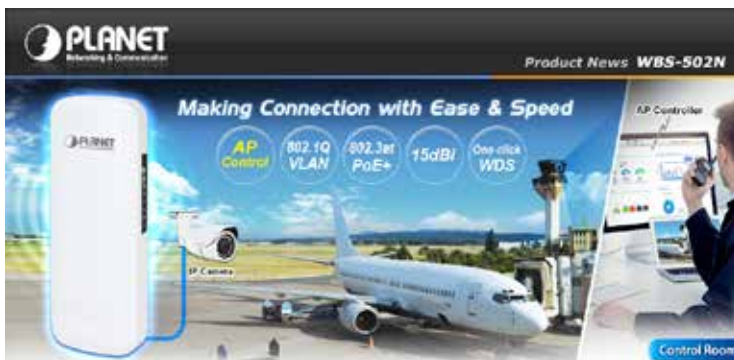 PLANET
Networking & Communication
Product News WBS-502N
Making Connection with Ease & Speed
AP
Control
802.1Q
VLAN
802.3at
PoE+
15dBi
One-click
WDS
AP Controller
PLANET
IP Camera
Control Room